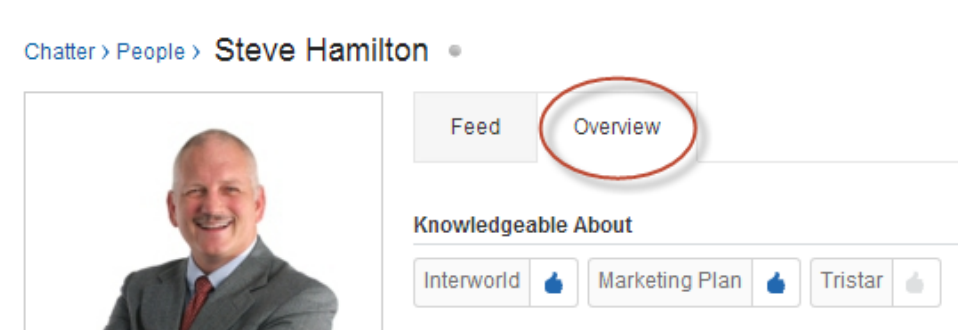 Chatter › People › Steve Hamilton
Feed Overview
Knowledgeable About
Interworld Marketing Plan Tristar